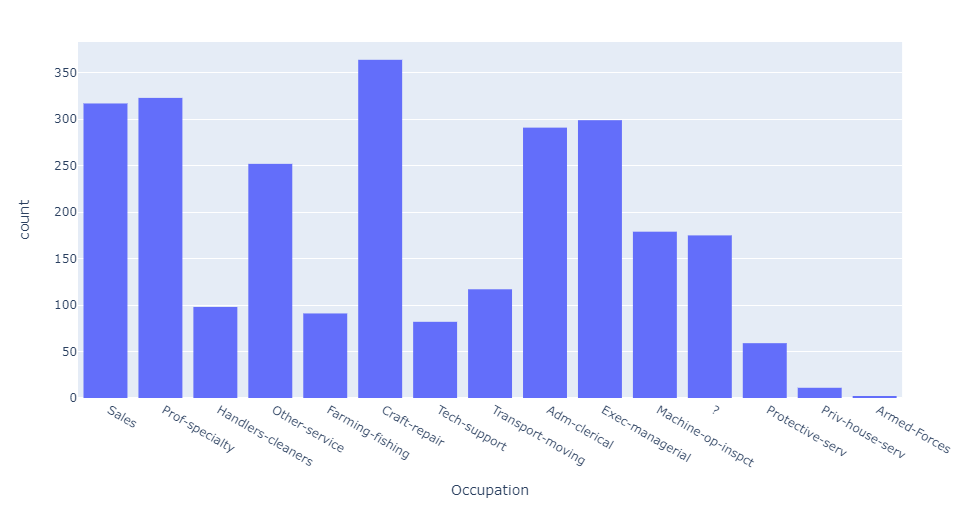 350
300
250
200
150
100
50
0
count
Sales
Prof-specialty
Handlers-cleaners
Other-service
Farming-fishing
Craft-repair
Tech-support
Transport-moving
Adm-clerical
Exec-managerial
Machine-op-inspct
?
Protective-serv
Priv-house-serv
Armed-Forces
Occupation